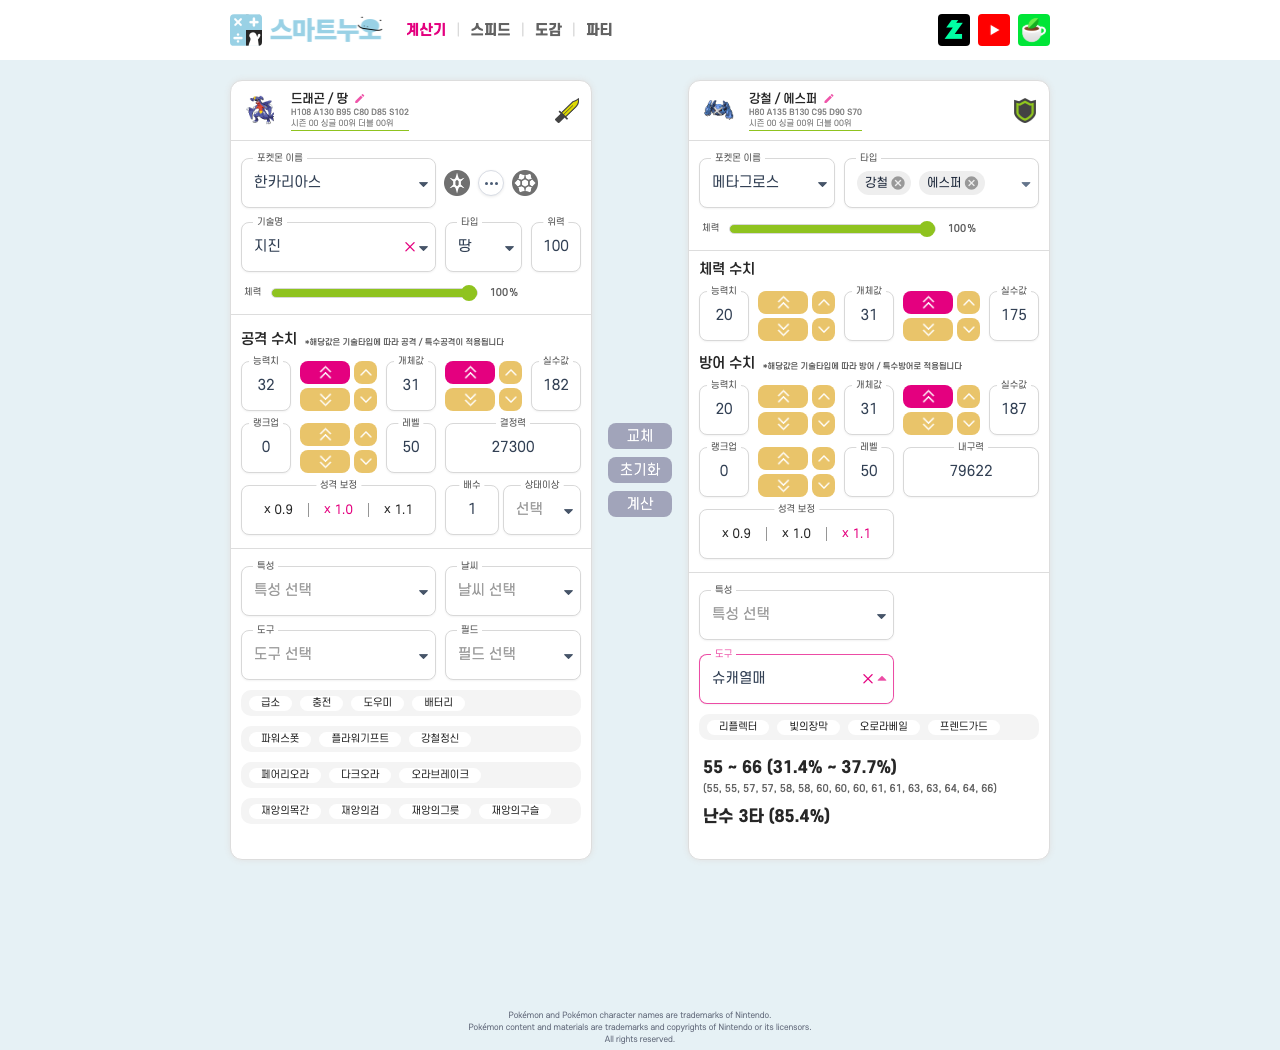 스마트누오
계산기 | 스피드 | 도감 | 파티
드래곤 / 땅
H108 A130 B95 C80 D85 S102
시즌 00 싱글 00위 더블 00위
포켓몬 이름
한카리아스
기술명
지진
타입
땅
위력
100
체력
100%
공격 수치 *해당값은 기술타입에 따라 공격 / 특수공격이 적용됩니다
능력치
32
개체값
31
실수값
182
랭크업
0
레벨
50
결정력
27300
성격 보정
x 0.9 | x 1.0 | x 1.1
배수
1
상태이상
선택
특성
특성 선택
날씨
날씨 선택
도구
도구 선택
필드
필드 선택
급소 충전 도우미 배터리
파워스폿 플라워기프트 강철정신
페어리오라 다크오라 오라브레이크
재앙의목간 재앙의검 재앙의그릇 재앙의구슬
교체
초기화
계산
강철 / 에스퍼
H80 A135 B130 C95 D90 S70
시즌 00 싱글 00위 더블 00위
포켓몬 이름
메타그로스
타입
강철 에스퍼
체력
100%
체력 수치
능력치
20
개체값
31
실수값
175
방어 수치 *해당값은 기술타입에 따라 방어 / 특수방어로 적용됩니다
능력치
20
개체값
31
실수값
187
랭크업
0
레벨
50
내구력
79622
성격 보정
x 0.9 | x 1.0 | x 1.1
특성
특성 선택
도구
슈캐열매
리플렉터 빛의장막 오로라베일 프렌드가드
55 ~ 66 (31.4% ~ 37.7%)
(55, 55, 57, 57, 58, 58, 60, 60, 60, 61, 61, 63, 63, 64, 64, 66)
난수 3타 (85.4%)
Pokémon and Pokémon character names are trademarks of Nintendo.
Pokémon content and materials are trademarks and copyrights of Nintendo or its licensors.
All rights reserved.